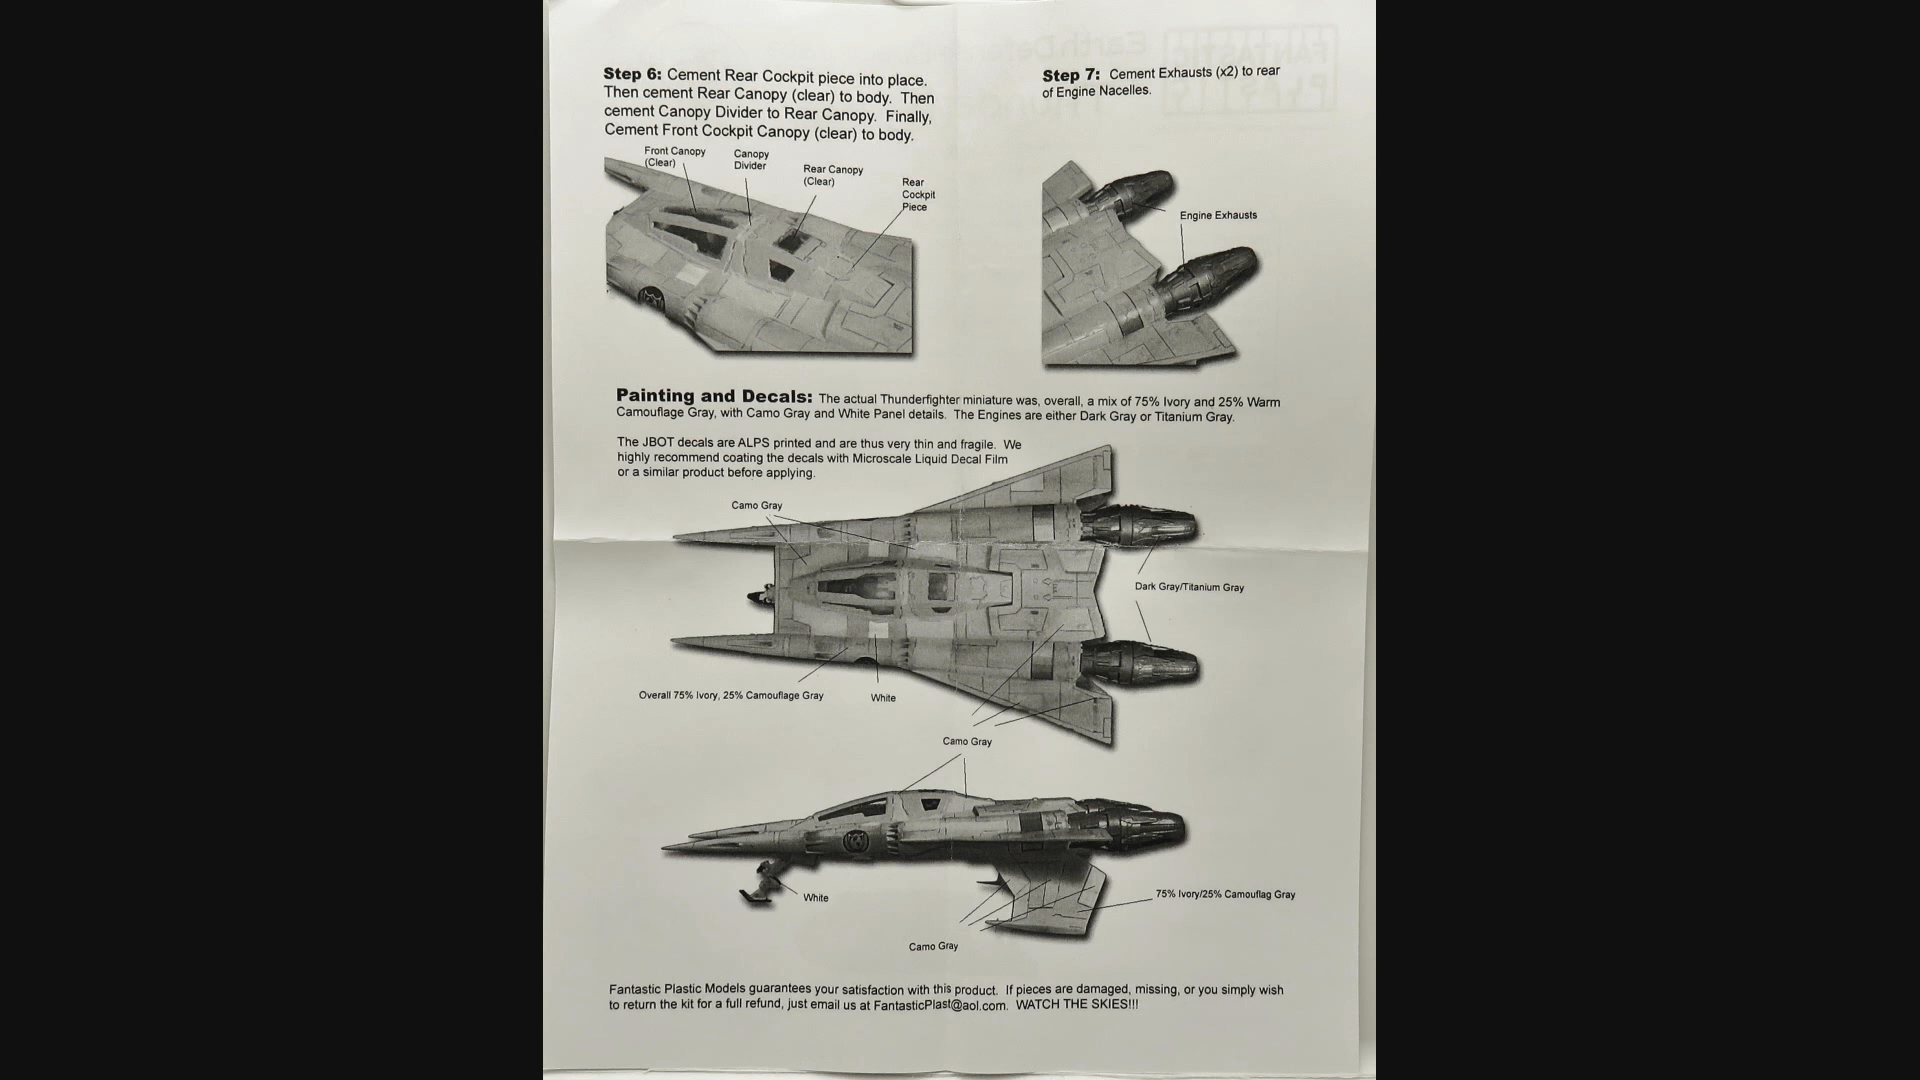 Step 6: Cement Rear Cockpit piece into place.
Then cement Rear Canopy (clear) to body. Then
cement Canopy Divider to Rear Canopy. Finally,
Cement Front Cockpit Canopy (clear) to body.
Step 7: Cement Exhausts (x2) to rear
of Engine Nacelles.
Front Canopy
(Clear)
Canopy
Divider
Rear Canopy
(Clear)
Rear
Cockpit
Piece
Engine Exhausts
Painting and Decals: The actual Thunderfighter miniature was, overall, a mix of 75% Ivory and 25% Warm
Camouflage Gray, with Camo Gray and White Panel details. The Engines are either Dark Gray or Titanium Gray.
The JBOT decals are ALPS printed and are thus very thin and fragile. We
highly recommend coating the decals with Microscale Liquid Decal Film
or a similar product before applying.
Camo Gray
Dark Gray/Titanium Gray
Overall 75% Ivory, 25% Camouflage Gray
White
Camo Gray
White
75% Ivory/25% Camouflag Gray
Camo Gray
Fantastic Plastic Models guarantees your satisfaction with this product. If pieces are damaged, missing, or you simply wish
to return the kit for a full refund, just email us at FantasticPlast@aol.com. WATCH THE SKIES!!!